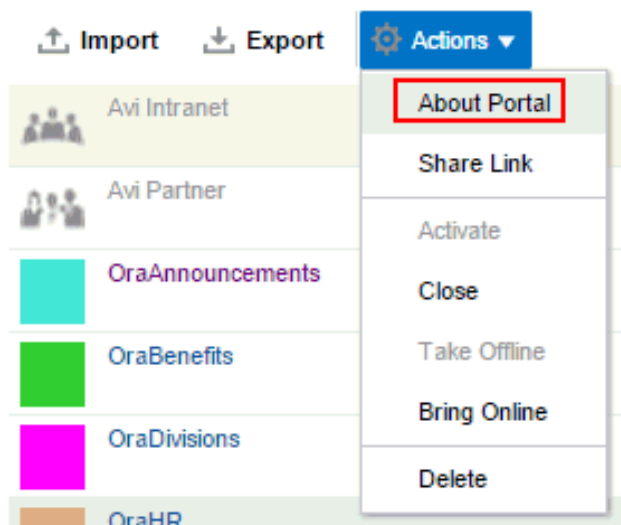 Import Export Actions
Avi Intranet
About Portal
Share Link
Avi Partner
Activate
OraAnnouncements
Close
OraBenefits
Take Offline
Bring Online
OraDivisions
Delete
OraHR